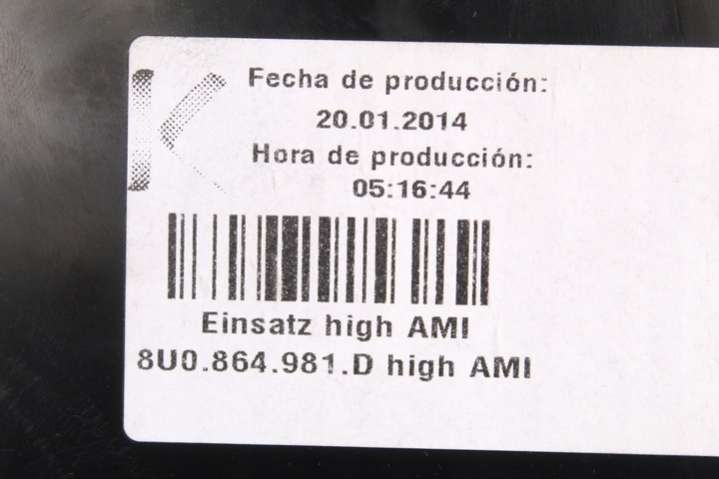 Fecha de producción:
20.01.2014
Hora de producción:
05:16:44
Einsatz high AMI
8U0.864.981.D high AMI